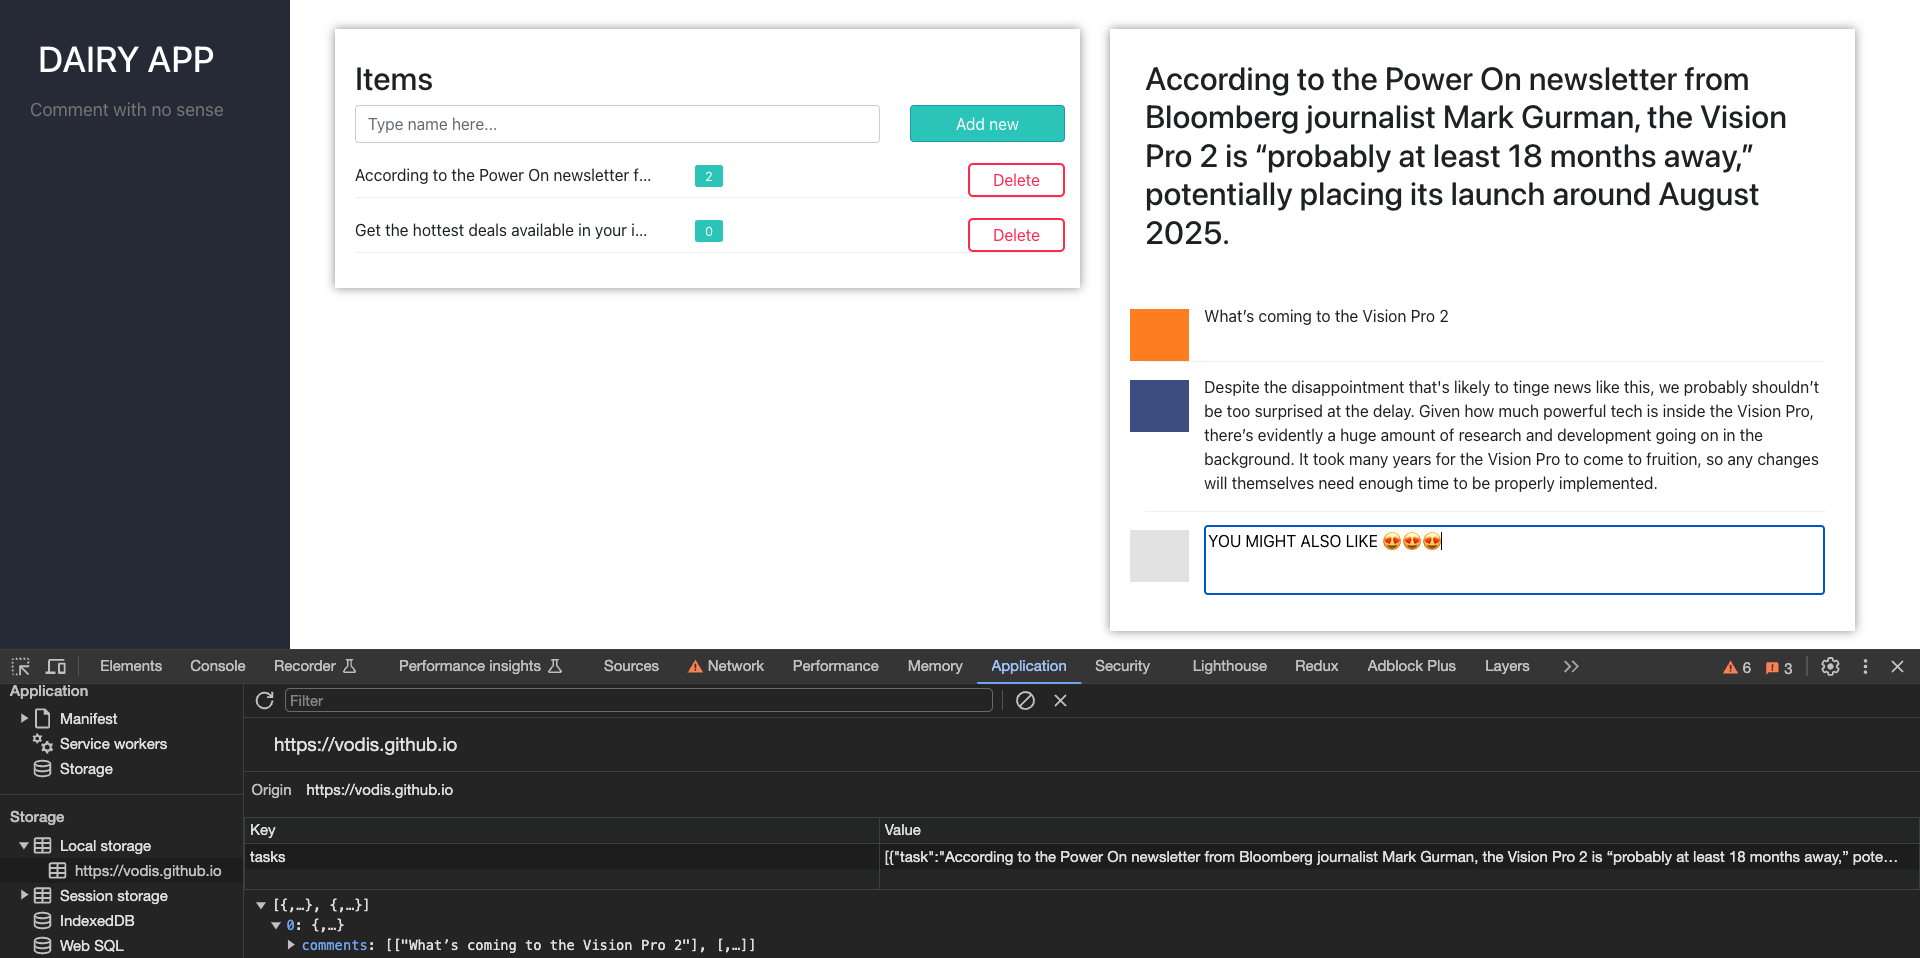 DAIRY APP
Comment with no sense
Items
Type name here...
Add new
According to the Power On newsletter f...
2
Delete
Get the hottest deals available in your i...
0
Delete
According to the Power On newsletter from
Bloomberg journalist Mark Gurman, the Vision
Pro 2 is “probably at least 18 months away,”
potentially placing its launch around August
2025.
What’s coming to the Vision Pro 2
Despite the disappointment that's likely to tinge news like this, we probably shouldn’t
be too surprised at the delay. Given how much powerful tech is inside the Vision Pro,
there’s evidently a huge amount of research and development going on in the
background. It took many years for the Vision Pro to come to fruition, so any changes
will themselves need enough time to be properly implemented.
YOU MIGHT ALSO LIKE 😍😍😍
Elements Console Recorder Performance insights Sources Network Performance Memory Application Security Lighthouse Redux Adblock Plus Layers 6 3
Application
Manifest
Service workers
Storage
Storage
Local storage
https://vodis.github.io
Session storage
IndexedDB
Web SQL
Filter
https://vodis.github.io
Origin https://vodis.github.io
Key Value
tasks [{"task":"According to the Power On newsletter from Bloomberg journalist Mark Gurman, the Vision Pro 2 is “probably at least 18 months away,” pote...
[{,…}, {,…}]
0: {,…}
comments: [["What’s coming to the Vision Pro 2"], [,…]]